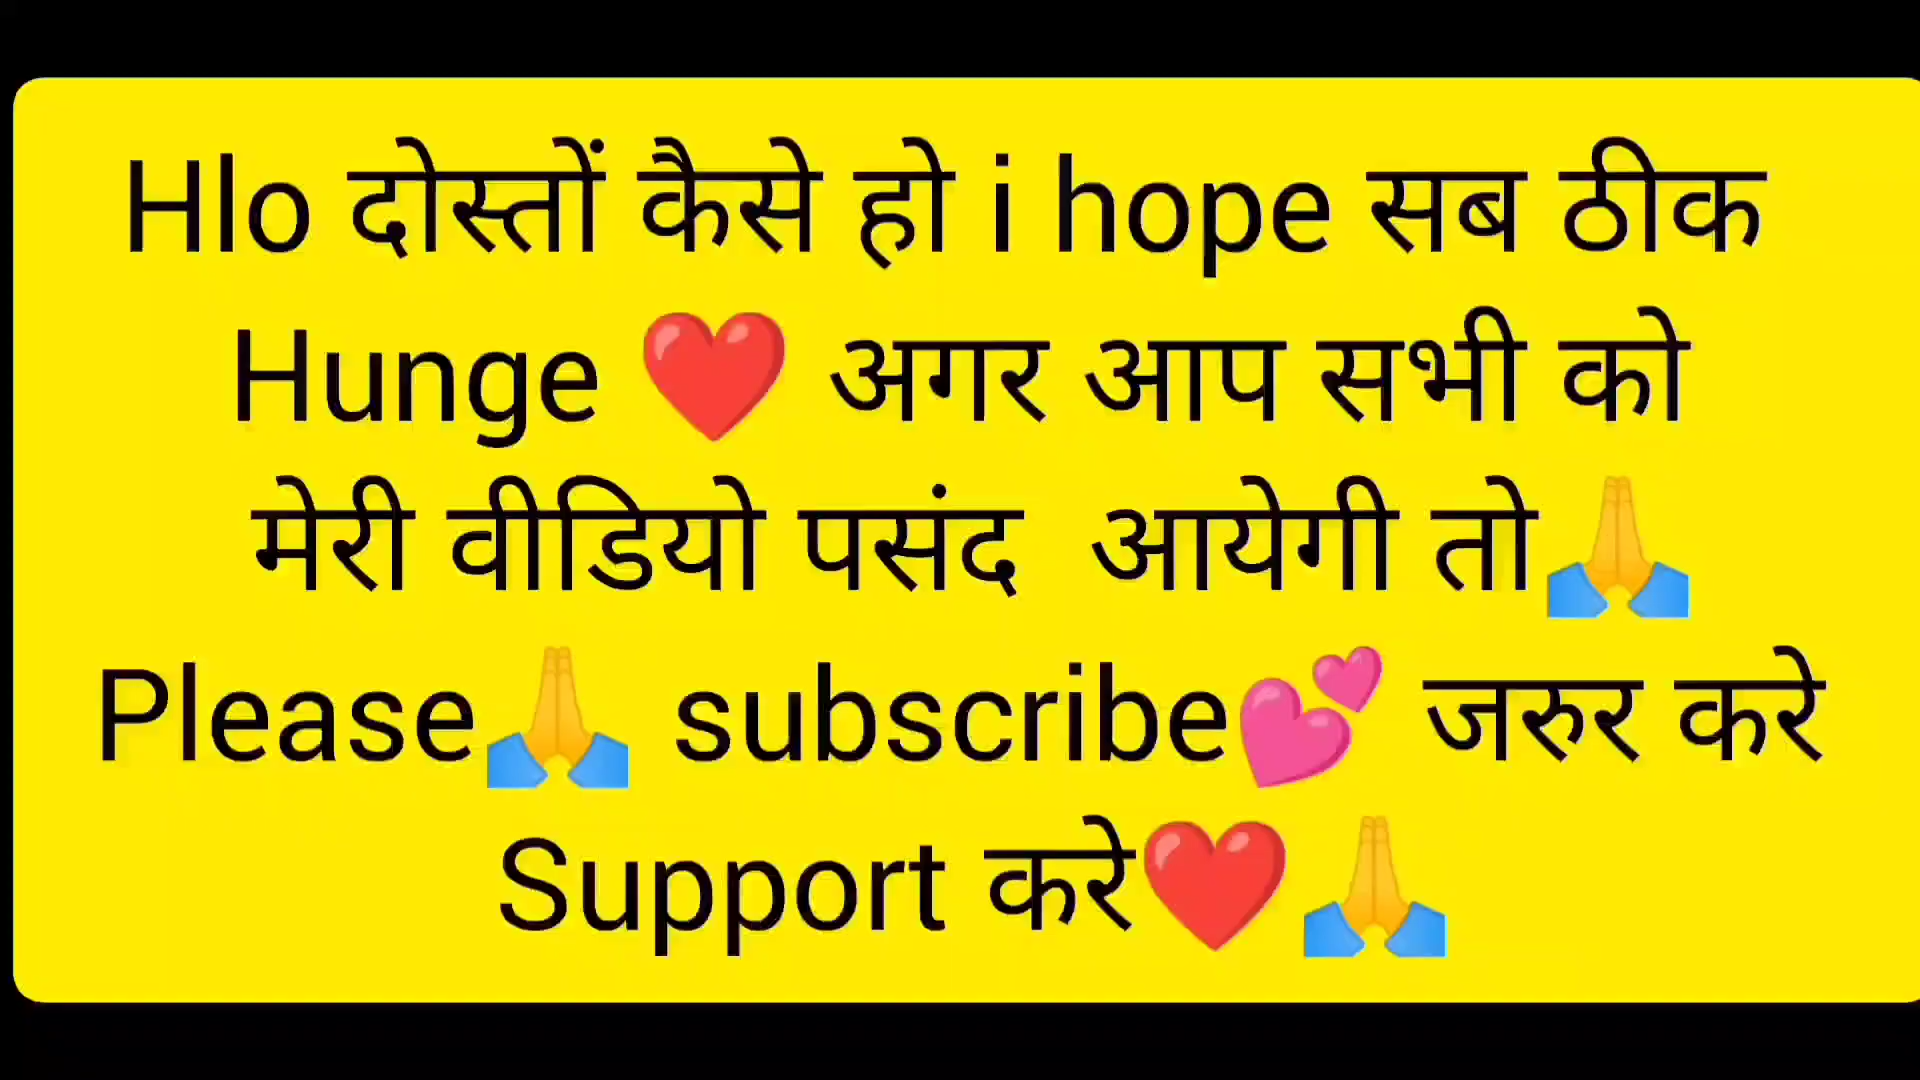 Hlo दोस्तों कैसे हो i hope सब ठीक
Hunge ❤️ अगर आप सभी को
मेरी वीडियो पसंद आयेगी तो🙏
Please🙏 subscribe💕 जरुर करे
Support करे❤️🙏